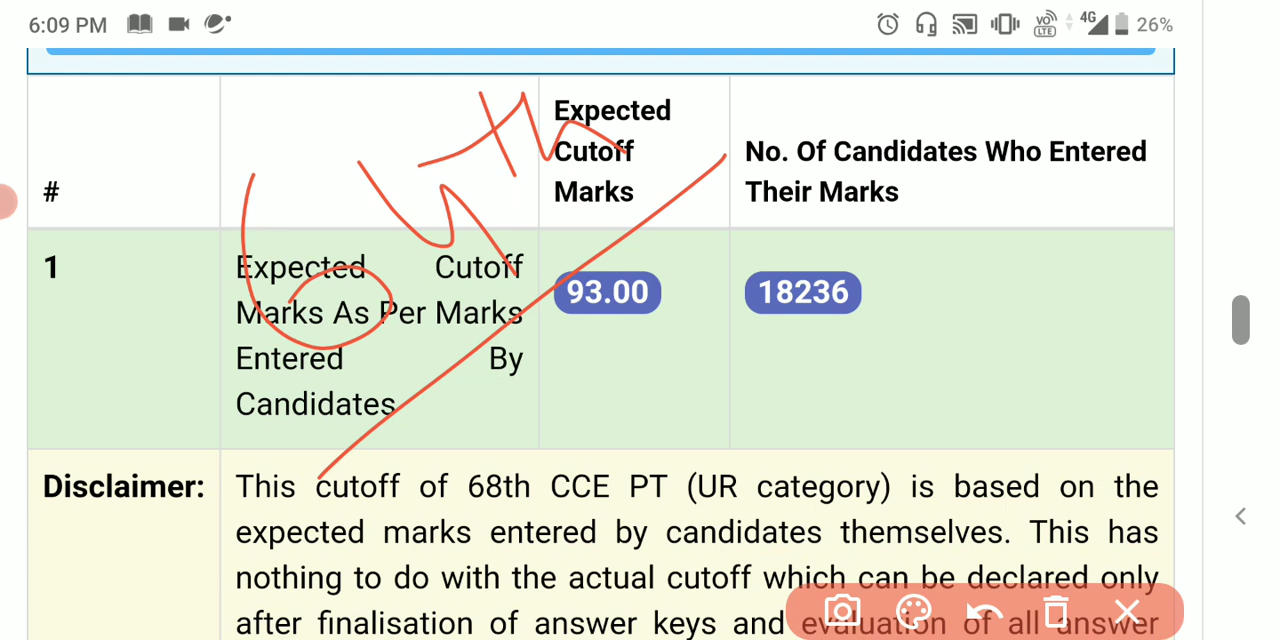 6:09 PM
VO)) LTE
4G
26%
#
Expected Cutoff Marks
No. Of Candidates Who Entered Their Marks
1
Expected Cutoff
Marks As Per Marks
Entered By
Candidates
93.00
18236
Disclaimer:
This cutoff of 68th CCE PT (UR category) is based on the
expected marks entered by candidates themselves. This has
nothing to do with the actual cutoff which can be declared only
after finalisation of answer keys and evaluation of all answer